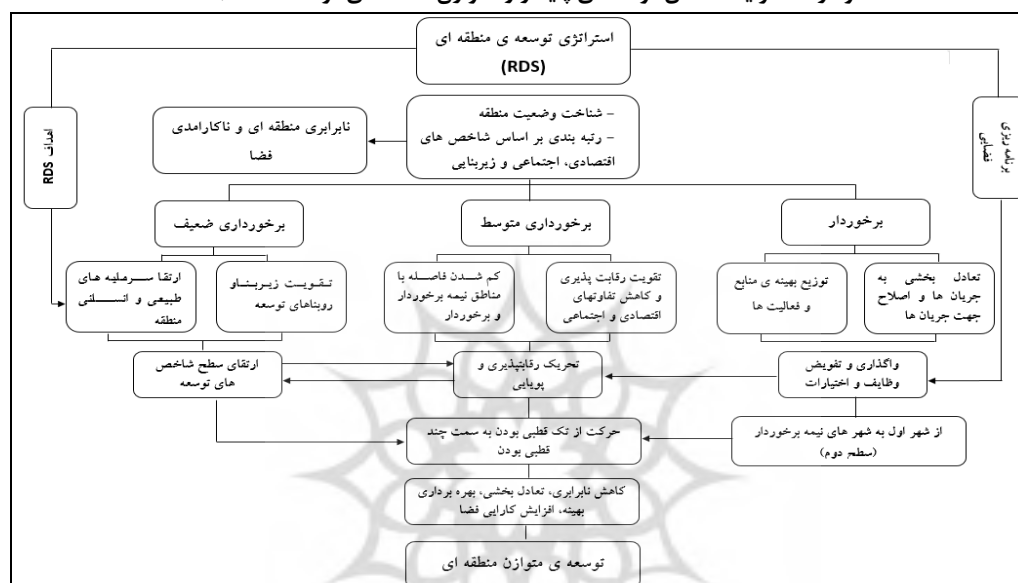 استراتژی توسعه ی منطقه ای
(RDS)
اهداف RDS
برنامه ریزی
فضایی
– شناخت وضعیت منطقه
– رتبه بندی بر اساس شاخص های
اقتصادی، اجتماعی و زیربنایی
نابرابری منطقه ای و ناکارامدی
فضا
برخوردار
برخورداری متوسط
برخورداری ضعیف
تعادل بخشی به
جریان ها و اصلاح
جهت جریان ها
توزیع بهینه ی منابع
و فعالیت ها
تقویت رقابت پذیری
و کاهش تفاوتهای
اقتصادی و اجتماعی
کم شدن فاصله با
مناطق نیمه برخوردار
و برخوردار
تقویت زیربنا و
روبناهای توسعه
ارتقا سرمایه های
طبیعی و انسانی
منطقه
واگذاری و تفویض
وظایف و اختیارات
تحریک رقابتپذیری و
پویایی
ارتقای سطح شاخص
های توسعه
از شهر اول به شهر های نیمه برخوردار
(سطح دوم)
حرکت از تک قطبی بودن به سمت چند
قطبی بودن
کاهش نابرابری، تعادل بخشی، بهره برداری
بهینه، افزایش کارایی فضا
توسعه ی متوازن منطقه ای